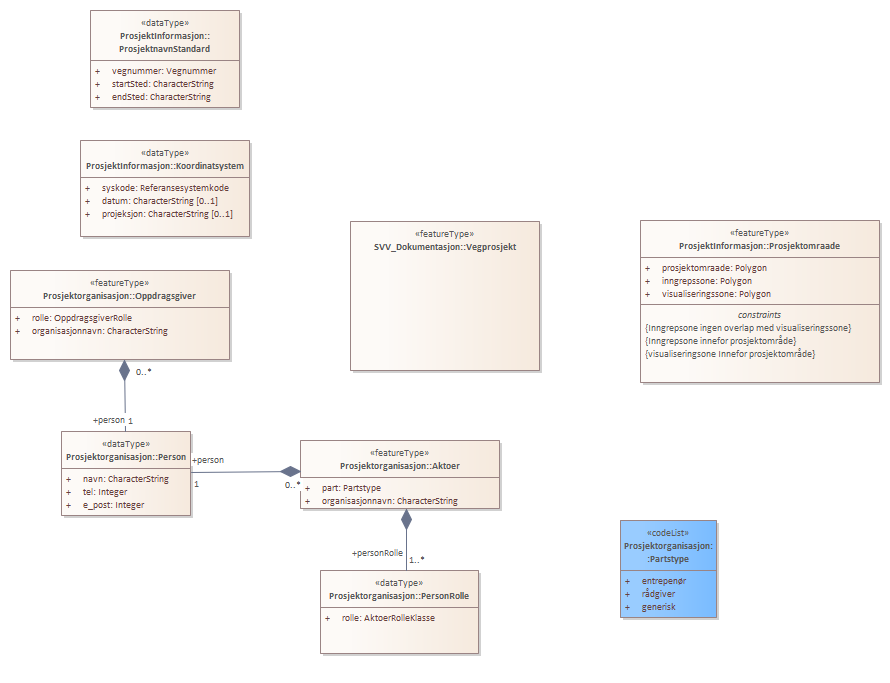 «dataType»
ProsjektInformasjon::
ProsjektnavnStandard
+ vegnummer: Vegnummer
+ startSted: CharacterString
+ endSted: CharacterString
«dataType»
ProsjektInformasjon::Koordinatsystem
+ syskode: Referansesystemkode
+ datum: CharacterString [0..1]
+ projeksjon: CharacterString [0..1]
«featureType»
SVV_Dokumentasjon::Vegprosjekt
«featureType»
ProsjektInformasjon::Prosjektomraade
+ prosjektomraade: Polygon
+ inngrepssone: Polygon
+ visualiseringssone: Polygon
constraints
{Inngrepsone ingen overlap med visualiseringssone}
{Inngrepsone innefor prosjektområde}
{visualiseringsone Innefor prosjektområde}
«featureType»
Prosjektorganisasjon::Oppdragsgiver
+ rolle: OppdragsgiverRolle
+ organisasjonnavn: CharacterString
0..*
+person 1
«dataType»
Prosjektorganisasjon::Person
+ navn: CharacterString
+ tel: Integer
+ e_post: Integer
+person
1
0..*
«featureType»
Prosjektorganisasjon::Aktoer
+ part: Partstype
+ organisasjonnavn: CharacterString
+personRolle
1..*
«dataType»
Prosjektorganisasjon::PersonRolle
+ rolle: AktoerRolleKlasse
«codeList»
Prosjektorganisasjon:
:Partstype
+ entrepenør
+ rådgiver
+ generisk